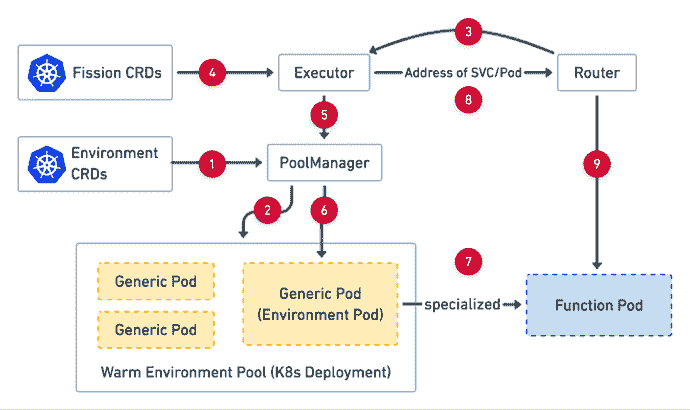 3
Fission CRDs
4
Executor
Address of SVC/Pod
8
Router
5
Environment
CRDs
1
PoolManager
9
2
6
7
Generic Pod
Generic Pod
Generic Pod
(Environment Pod)
specialized
Function Pod
Warm Environment Pool (K8s Deployment)